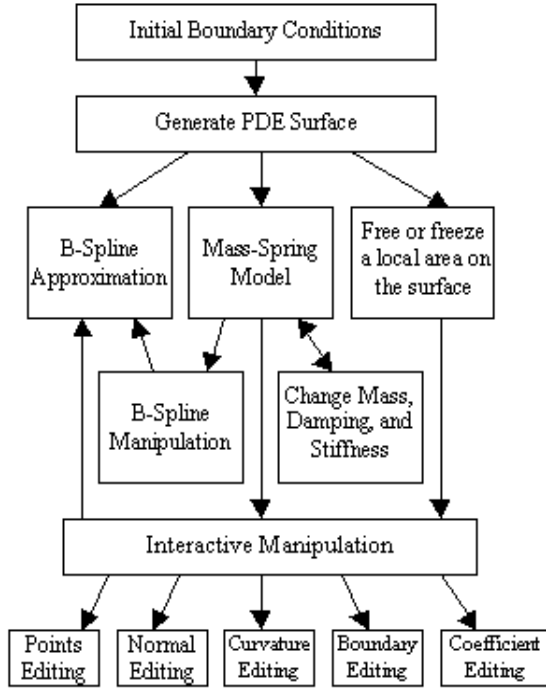 Initial Boundary Conditions
Generate PDE Surface
B-Spline
Approximation
Mass-Spring
Model
Free or freeze
a local area on
the surface
B-Spline
Manipulation
Change Mass,
Damping, and
Stiffness
Interactive Manipulation
Points
Editing
Normal
Editing
Curvature
Editing
Boundary
Editing
Coefficient
Editing